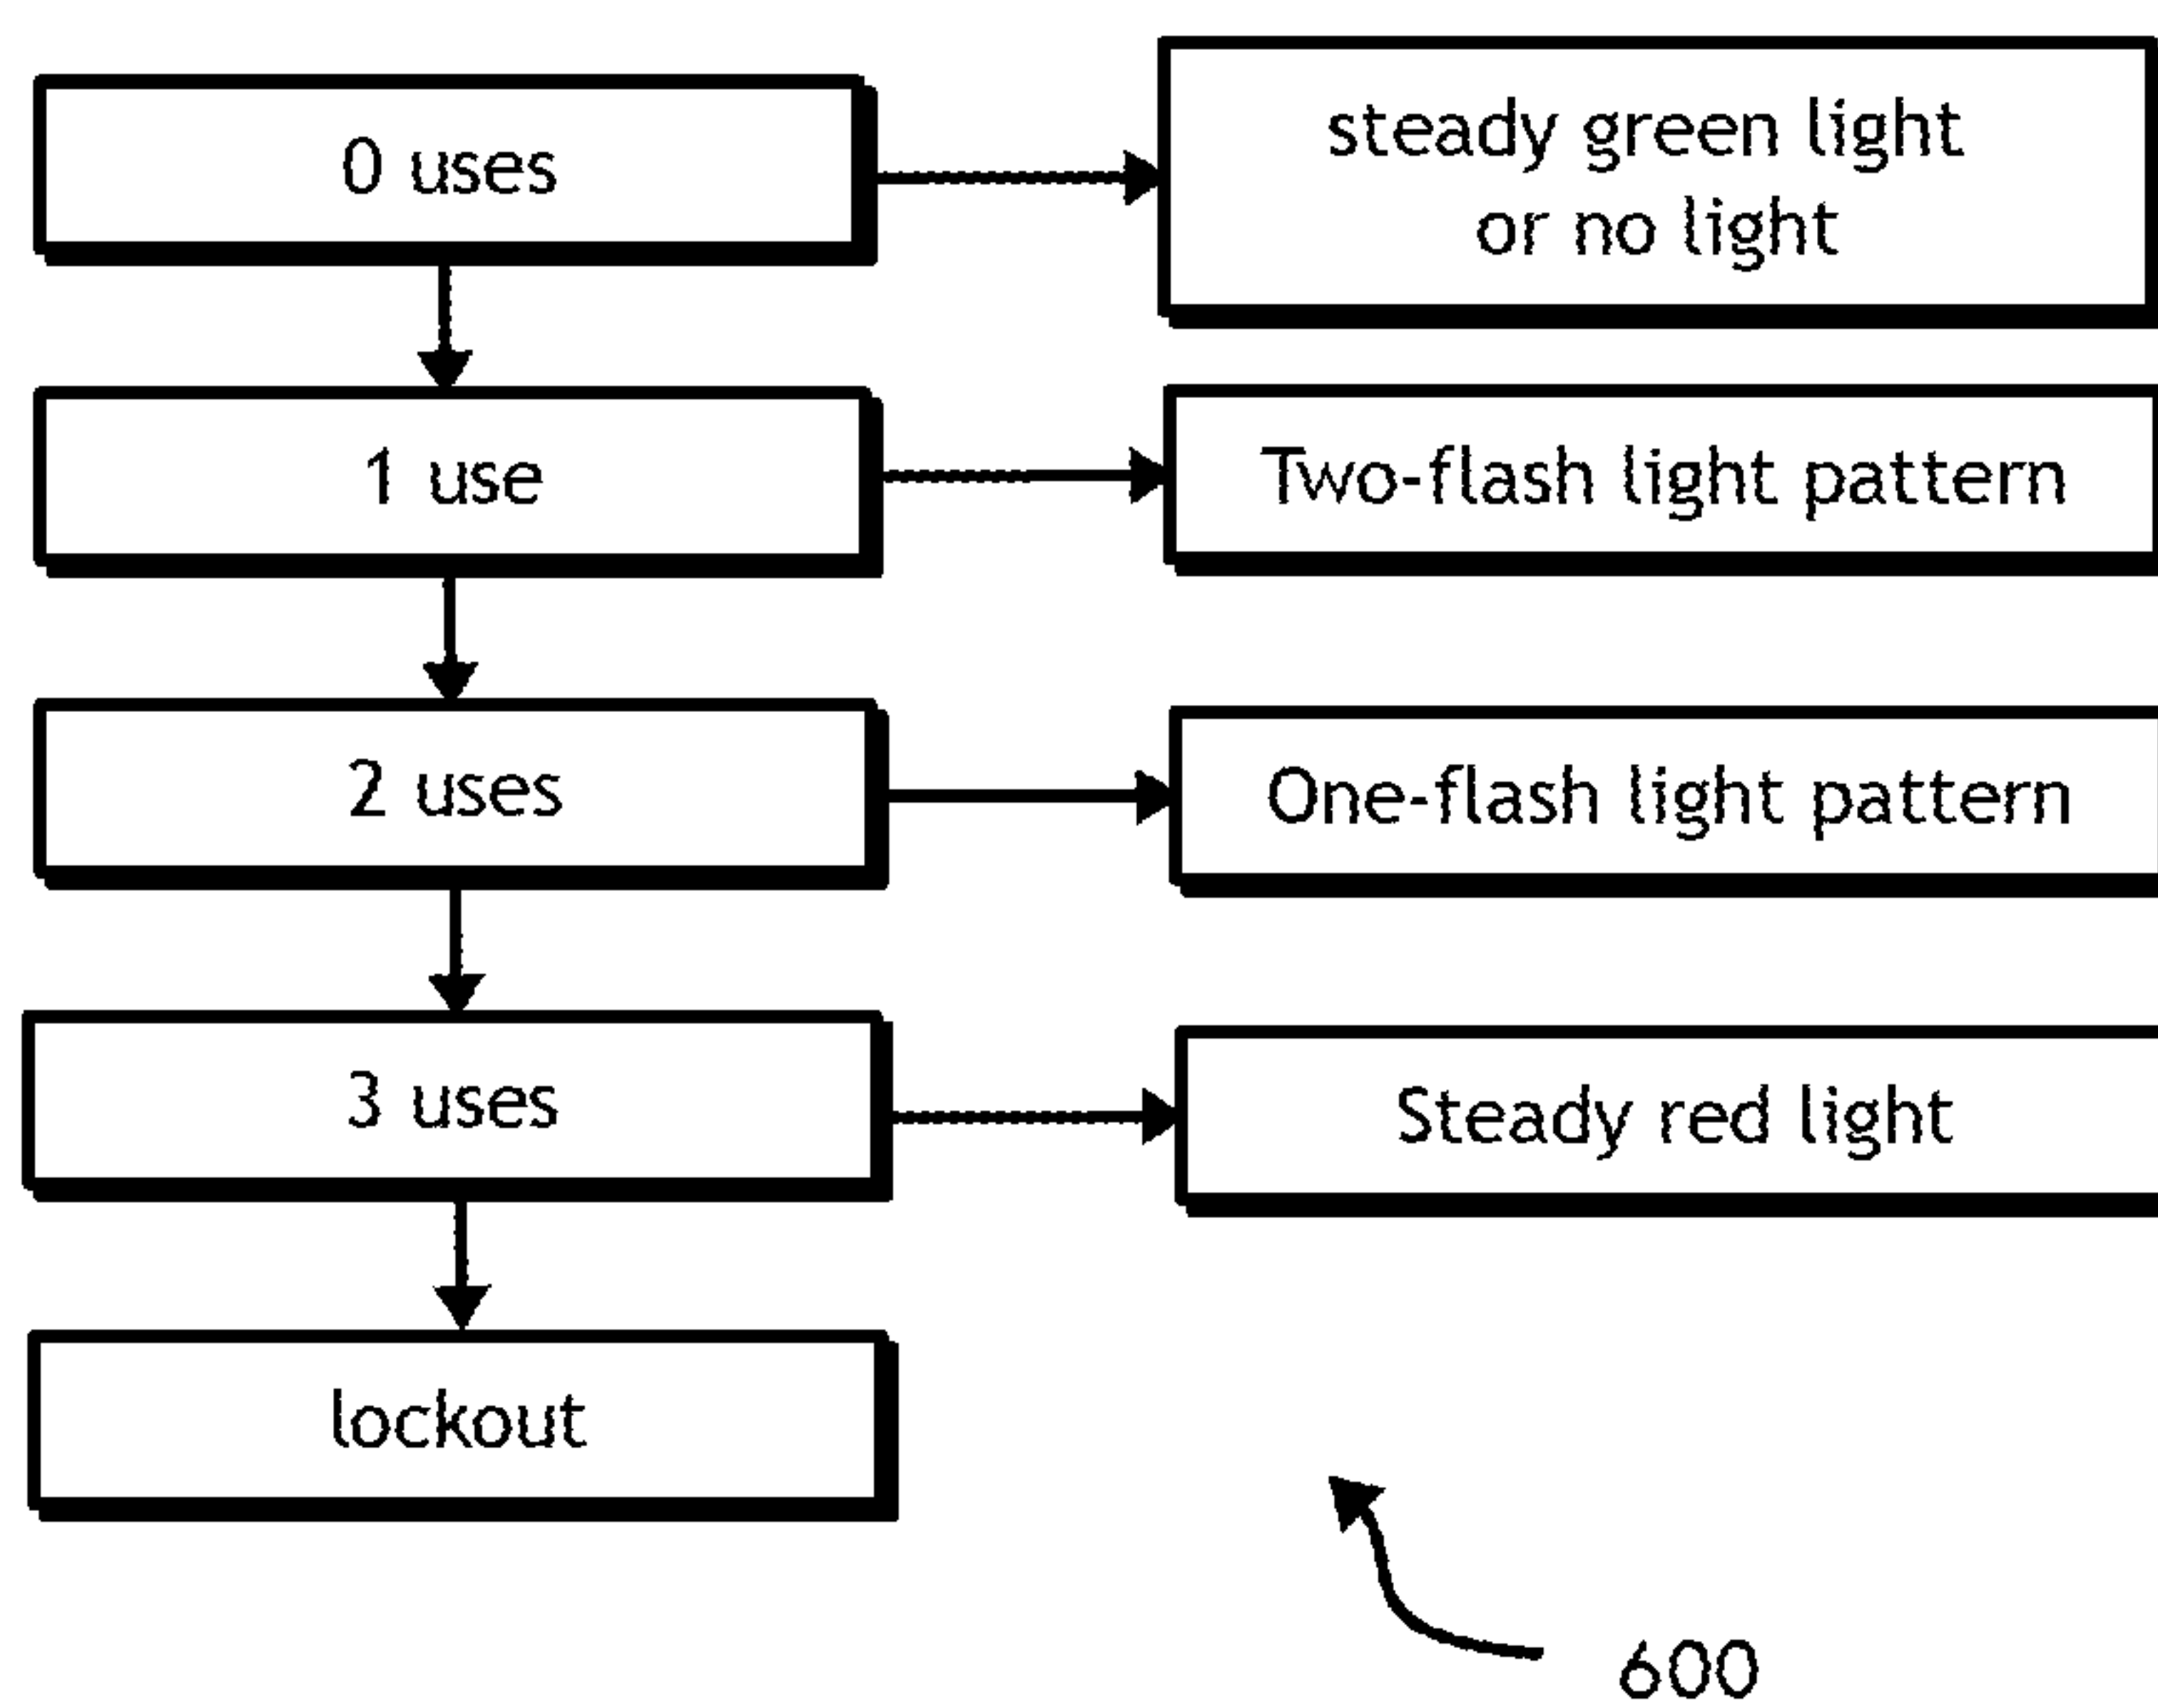 0 uses
steady green light
or no light
1 use
Two-flash light pattern
2 uses
One-flash light pattern
3 uses
Steady red light
lockout
600